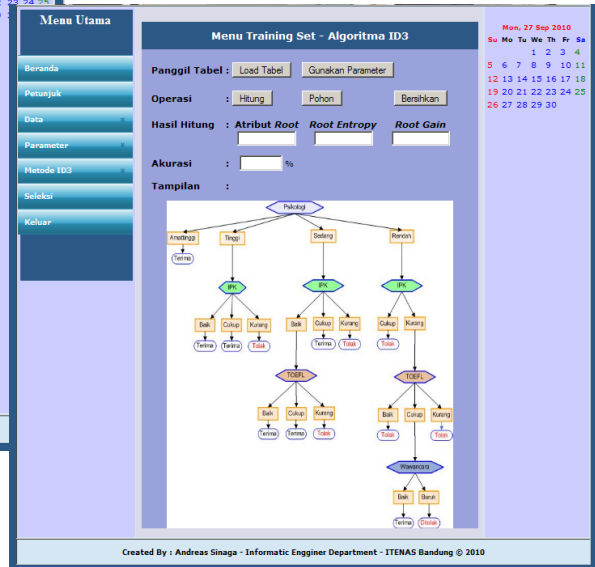 23 24 25
Menu Utama
Beranda
Petunjuk
Data
Parameter
Metode ID3
Seleksi
Keluar
Menu Training Set - Algoritma ID3
Panggil Tabel : Load Tabel Gunakan Parameter
Operasi : Hitung Pohon Bersihkan
Hasil Hitung : Atribut Root Root Entropy Root Gain
Akurasi : %
Tampilan :
Psikologi
Amattinggi Tinggi Sedang Rendah
Terima
IPK IPK IPK
Baik Cukup Kurang Baik Cukup Kurang Cukup Kurang
Terima Terima Tolak Terima Tolak Tolak
TOEFL TOEFL
Baik Cukup Kurang Baik Cukup Kurang
Terima Terima Tolak Tolak Tolak
Wawancara
Baik Buruk
Terima Ditolak
Mon, 27 Sep 2010
Su Mo Tu We Th Fr Sa
1 2 3 4
5 6 7 8 9 10 11
12 13 14 15 16 17 18
19 20 21 22 23 24 25
26 27 28 29 30
Created By : Andreas Sinaga - Informatic Engginer Department - ITENAS Bandung © 2010